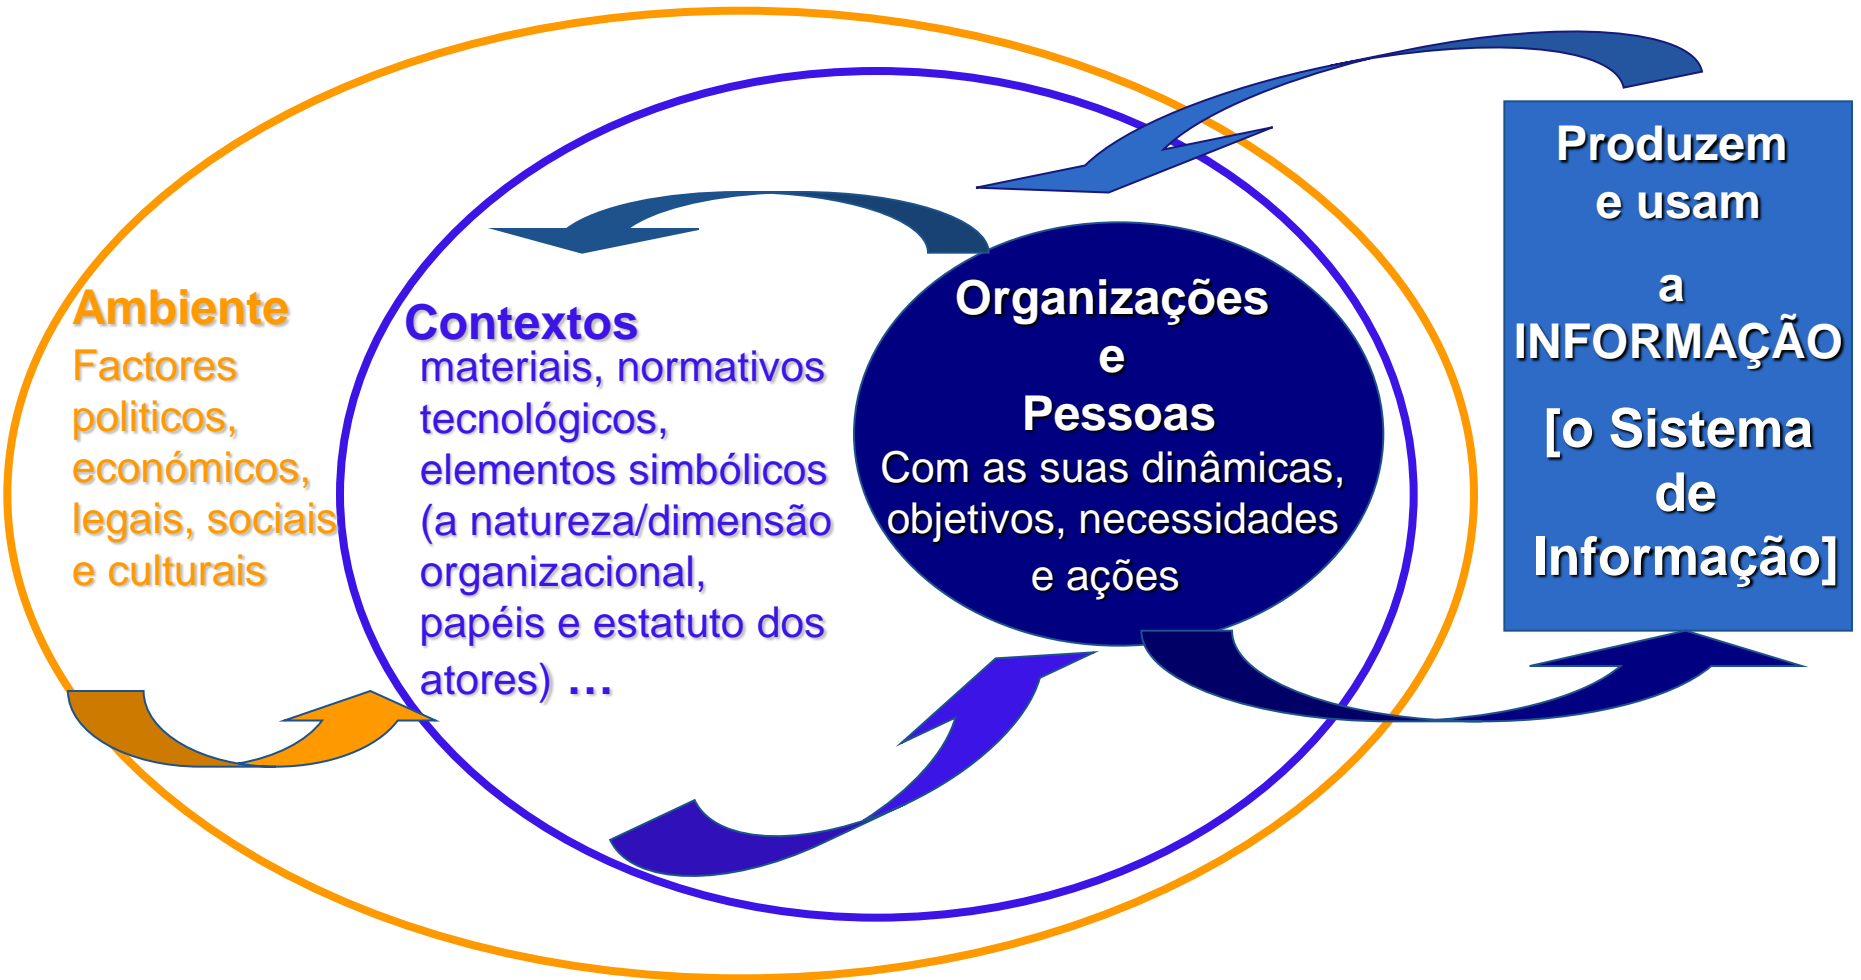 Ambiente
Factores
politicos,
económicos,
legais, sociais
e culturais
Contextos
materiais, normativos
tecnológicos,
elementos simbólicos
(a natureza/dimensão
organizacional,
papéis e estatuto dos
atores) ...
Organizações
e
Pessoas
Com as suas dinâmicas,
objetivos, necessidades
e ações
Produzem
e usam
a
INFORMAÇÃO
[o Sistema
de
Informação]